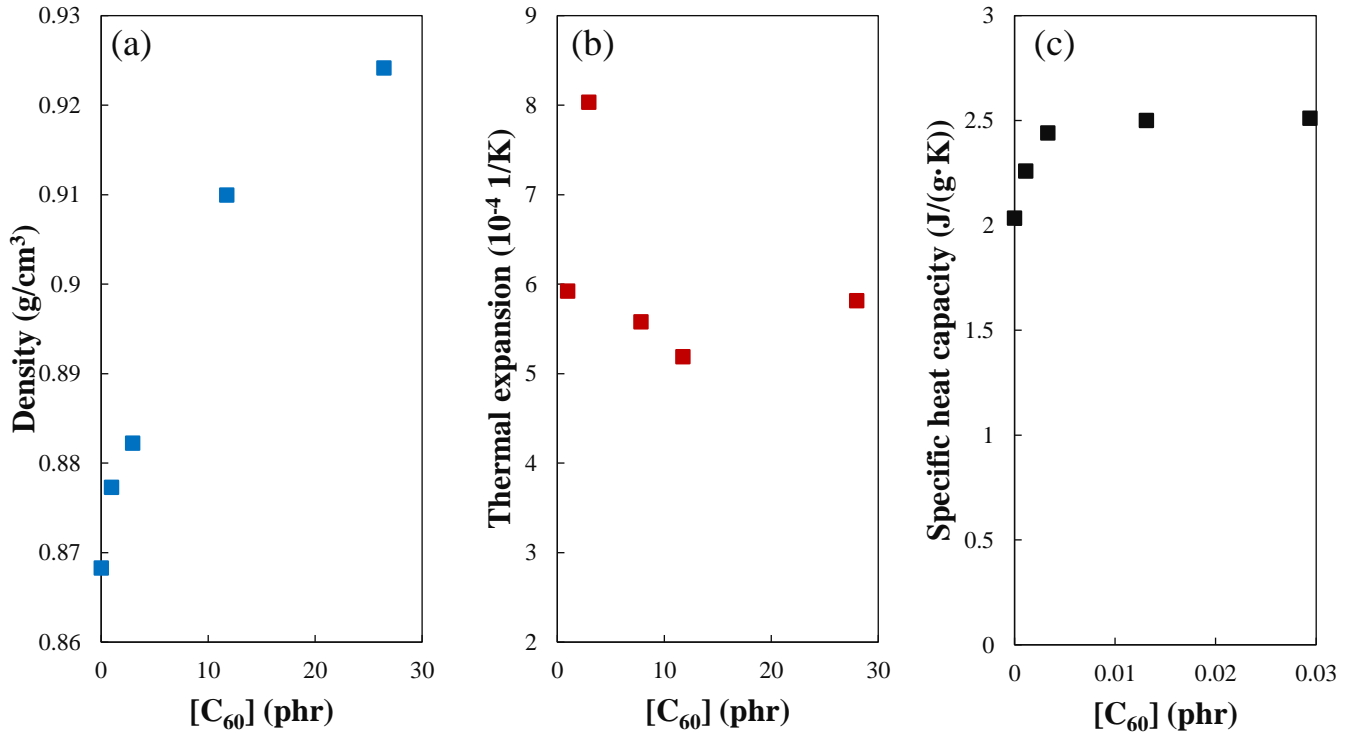 (a)
0.93
0.92
0.91
0.9
0.89
0.88
0.87
0.86
Density (g/cm³)
0 10 20 30
[C₆₀] (phr)
(b)
9
8
7
6
5
4
3
2
Thermal expansion (10⁻⁴ 1/K)
0 10 20 30
[C₆₀] (phr)
(c)
3
2.5
2
1.5
1
0.5
0
Specific heat capacity (J/(g·K))
0 0.01 0.02 0.03
[C₆₀] (phr)